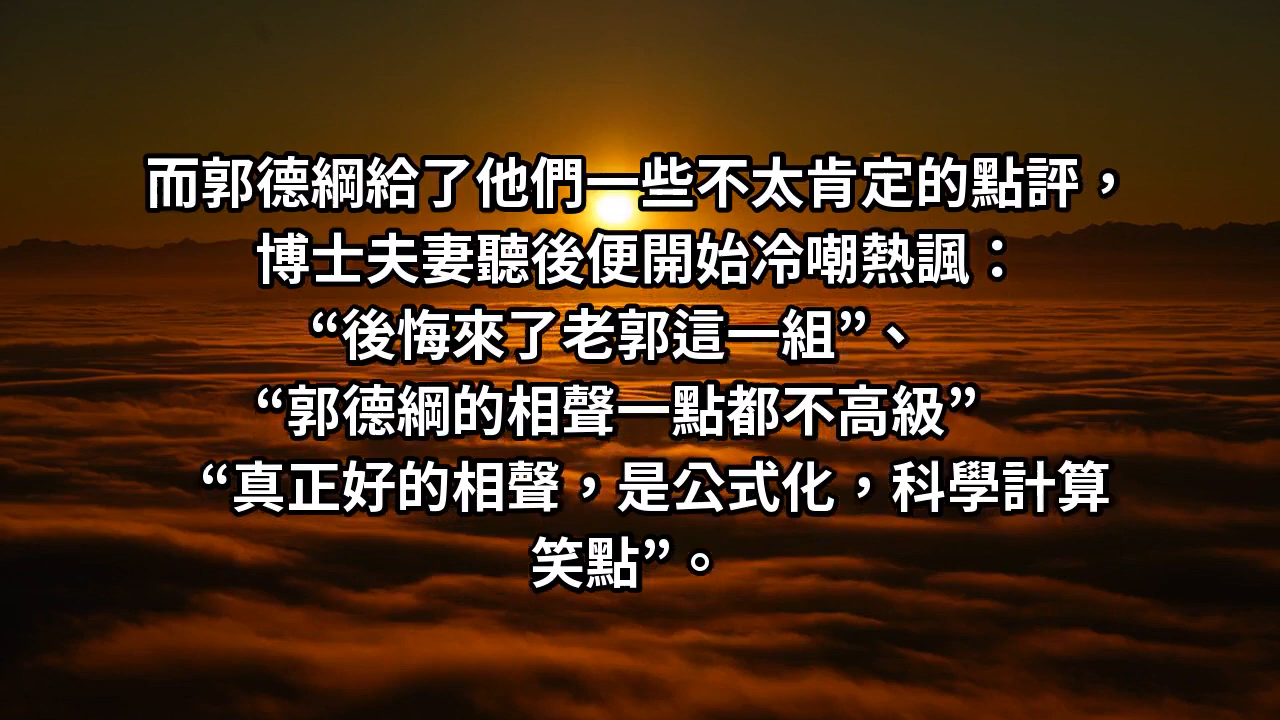 而郭德綱給了他們一些不太肯定的點評，
博士夫妻聽後便開始冷嘲熱諷：
“後悔來了老郭這一組”、
“郭德綱的相聲一點都不高級”
“真正好的相聲，是公式化，科學計算
笑點”。